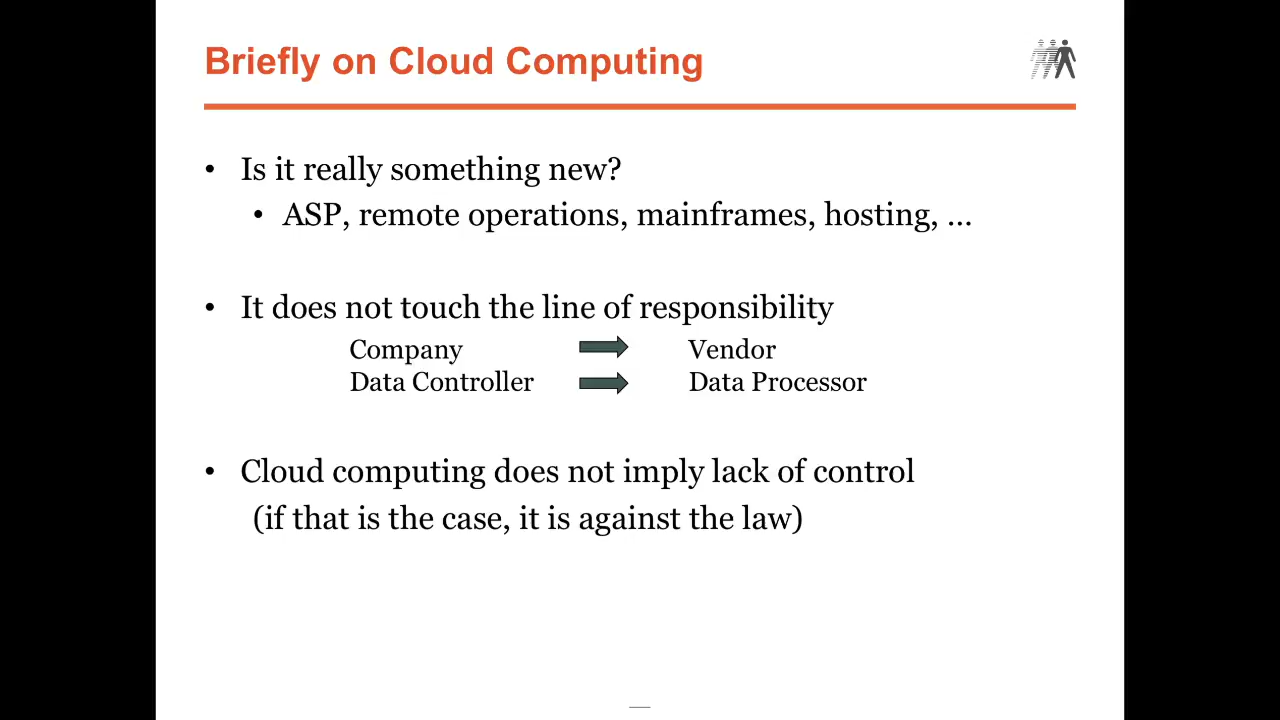 Briefly on Cloud Computing
• Is it really something new?
• ASP, remote operations, mainframes, hosting, ...
• It does not touch the line of responsibility
Company Vendor
Data Controller Data Processor
• Cloud computing does not imply lack of control
(if that is the case, it is against the law)